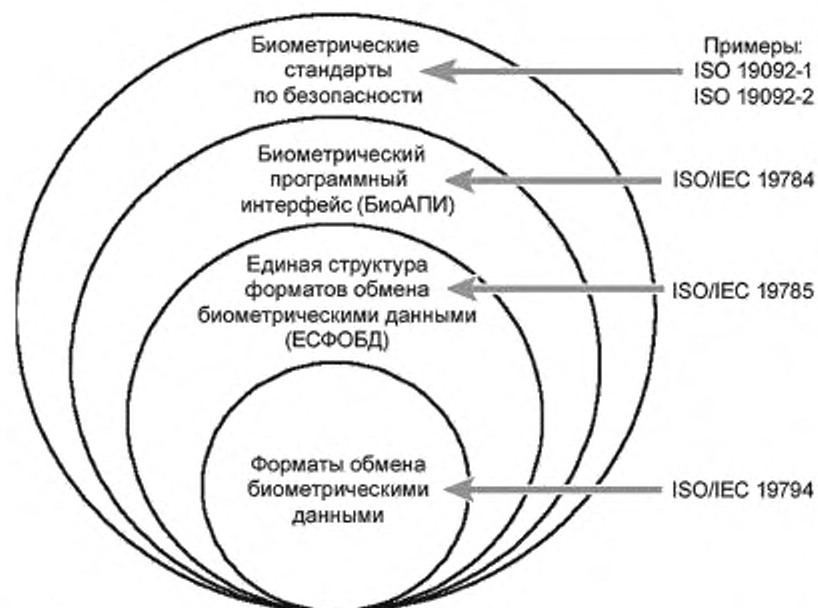 Биометрические
стандарты
по безопасности
Примеры:
ISO 19092-1
ISO 19092-2
Биометрический
программный
интерфейс (БиоАПИ)
ISO/IEC 19784
Единая структура
форматов обмена
биометрическими данными
(ЕСФОБД)
ISO/IEC 19785
Форматы обмена
биометрическими
данными
ISO/IEC 19794